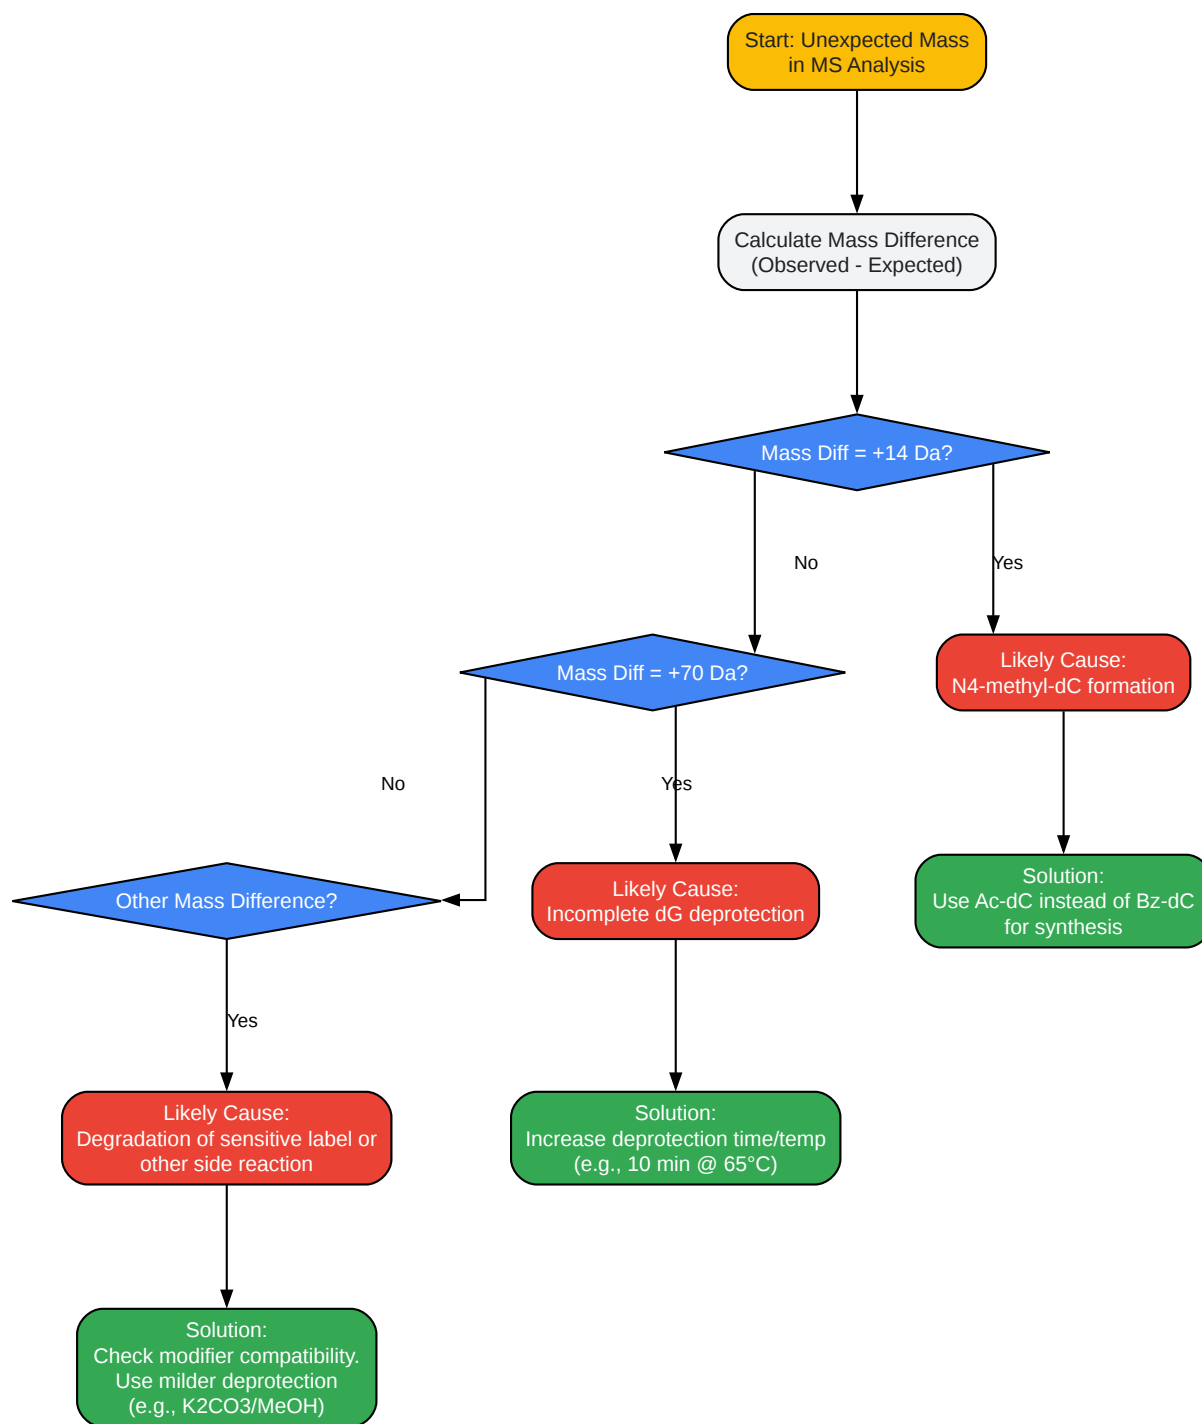 Start: Unexpected Mass
in MS Analysis
Calculate Mass Difference
(Observed - Expected)
Mass Diff = +14 Da?
No
Yes
Mass Diff = +70 Da?
Likely Cause:
N4-methyl-dC formation
No
Yes
Other Mass Difference?
Likely Cause:
Incomplete dG deprotection
Solution:
Use Ac-dC instead of Bz-dC
for synthesis
Yes
Likely Cause:
Degradation of sensitive label or
other side reaction
Solution:
Increase deprotection time/temp
(e.g., 10 min @ 65°C)
Solution:
Check modifier compatibility.
Use milder deprotection
(e.g., K2CO3/MeOH)